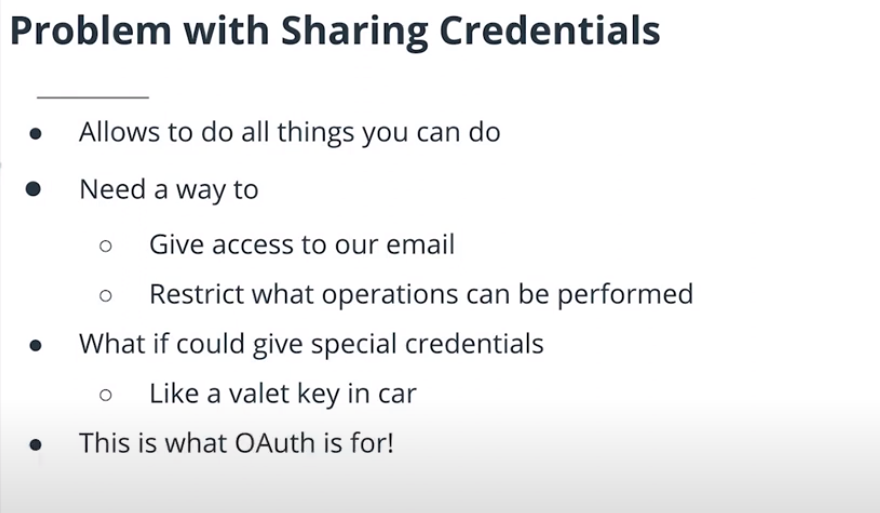 Problem with Sharing Credentials
● Allows to do all things you can do
● Need a way to
○ Give access to our email
○ Restrict what operations can be performed
● What if could give special credentials
○ Like a valet key in car
● This is what OAuth is for!